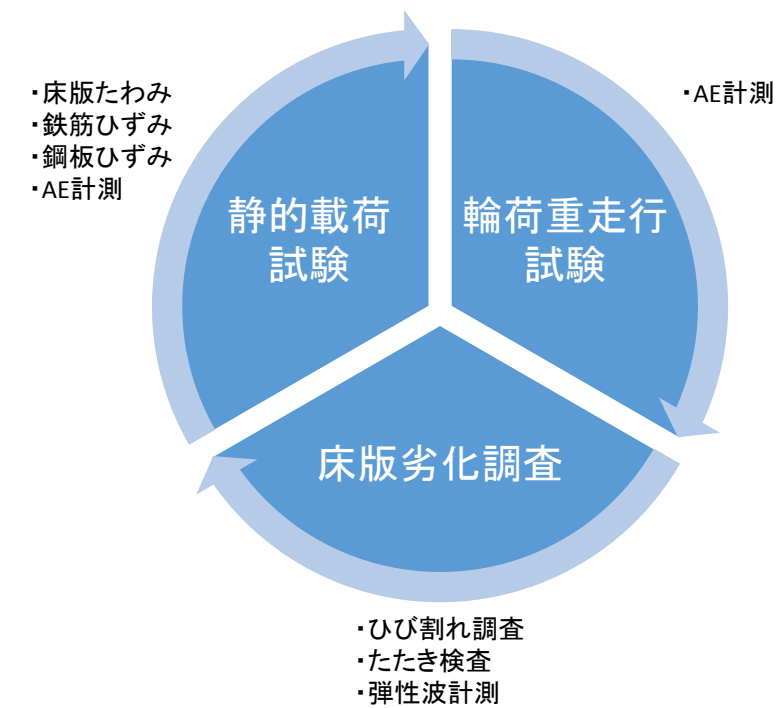 ・床版たわみ
・鉄筋ひずみ
・鋼板ひずみ
・AE計測
静的載荷
試験
・AE計測
輪荷重走行
試験
床版劣化調査
・ひび割れ調査
・たたき検査
・弾性波計測